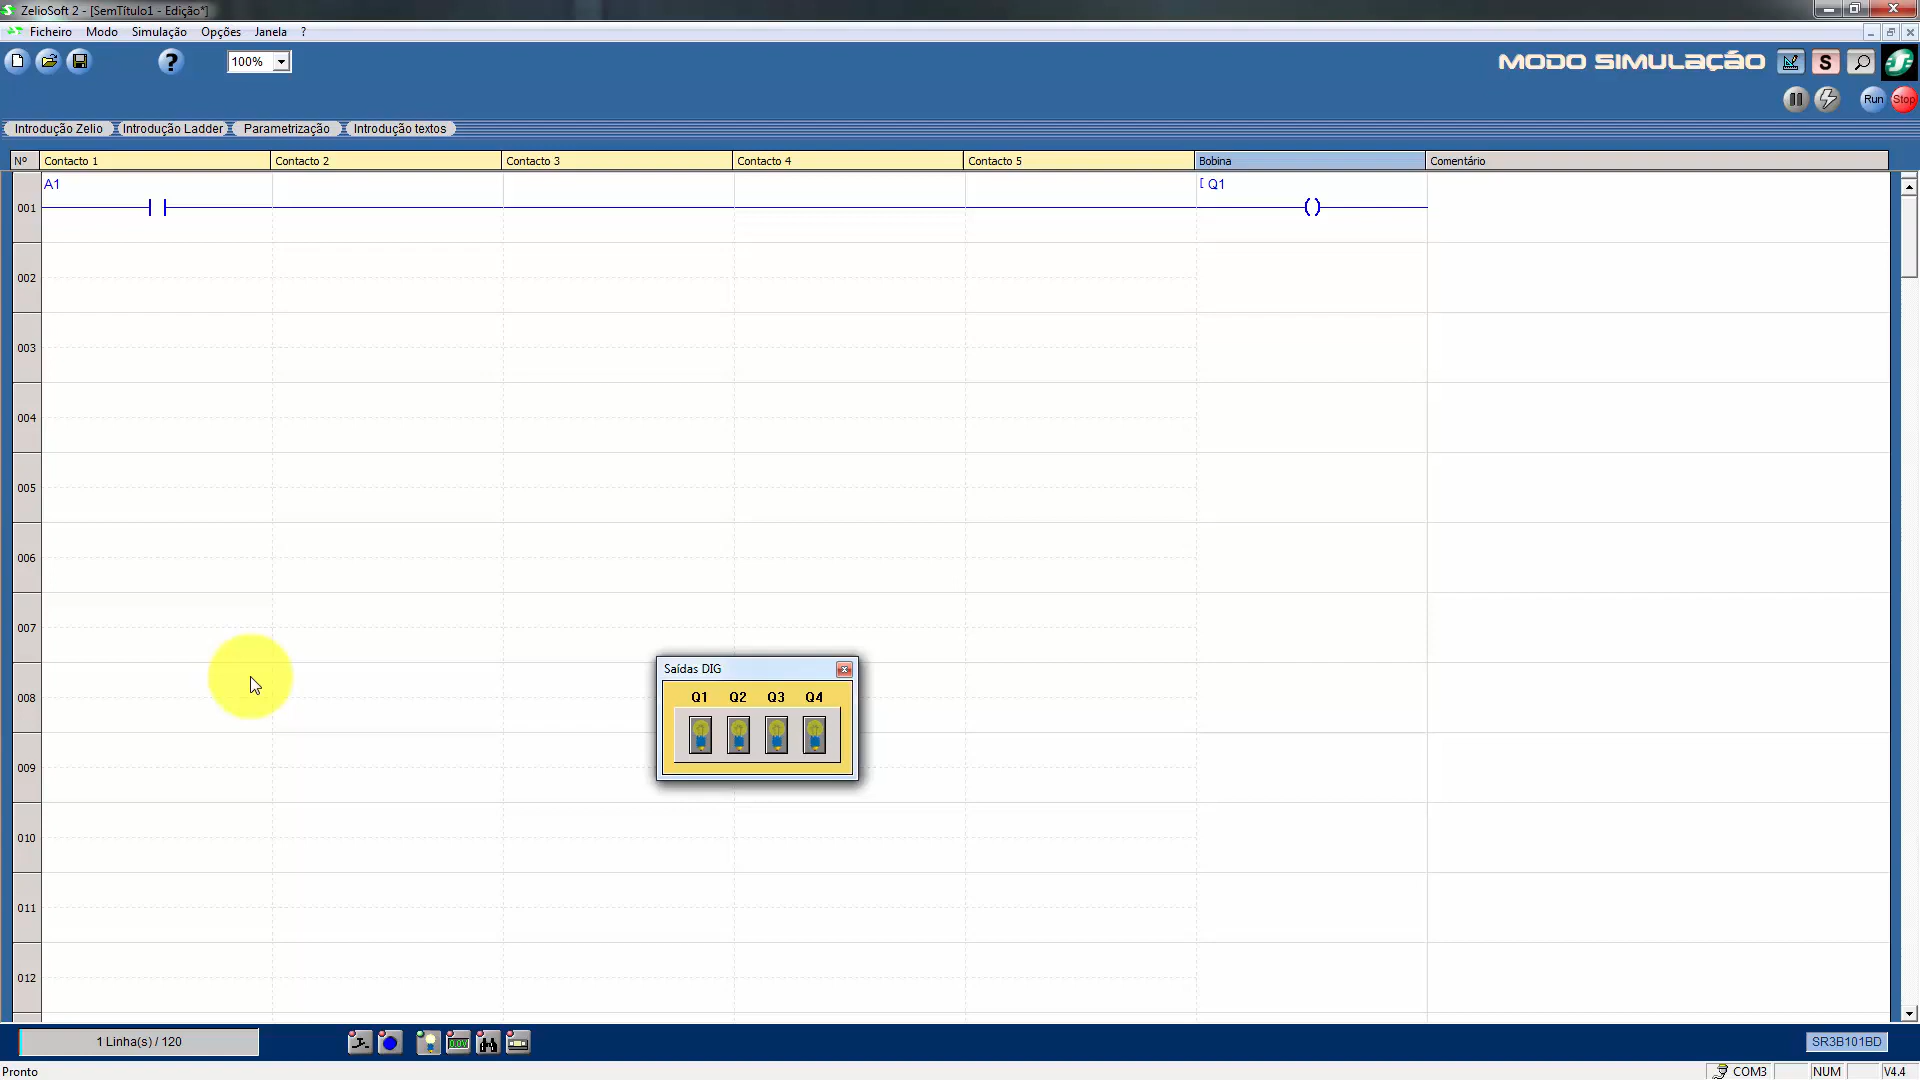 ZelioSoft 2 - [SemTítulo1 - Edição*]
Ficheiro Modo Simulação Opções Janela ?
? 100% MODO SIMULAÇÃO S
Run Stop
Introdução Zelio Introdução Ladder Parametrização Introdução textos
Nº Contacto 1 Contacto 2 Contacto 3 Contacto 4 Contacto 5 Bobina Comentário
A1 [ Q1
001
002
003
004
005
006
007
Saídas DIG
008
Q1 Q2 Q3 Q4
009
010
011
012
1 Linha(s) / 120 SR3B101BD
Pronto COM3 NUM V4.4